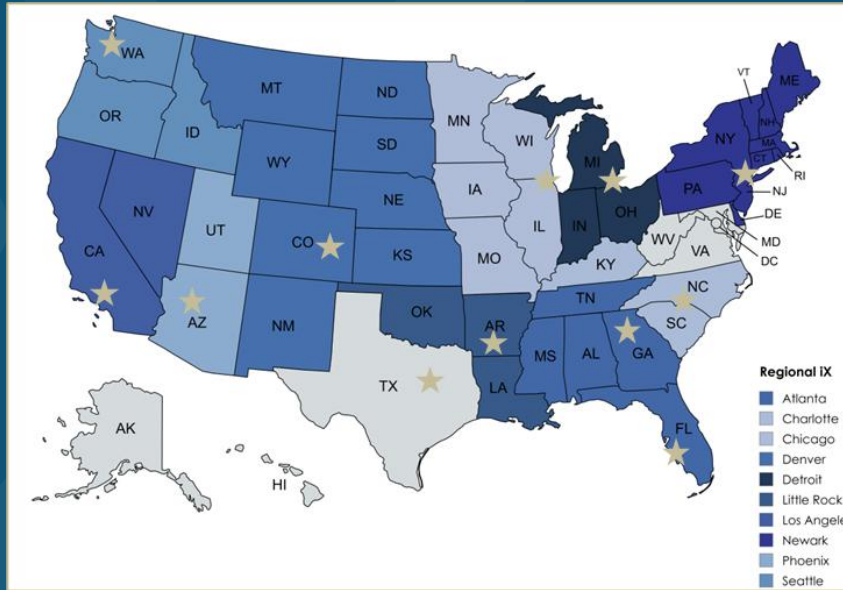 WA
MT
ND
MN
VT
ME
OR
ID
SD
WI
MI
NY
NH
MA
CT
RI
WY
IA
PA
NJ
NE
IL
IN
OH
DE
NV
UT
CO
KS
MO
WV
VA
MD
DC
CA
KY
NC
AZ
NM
OK
AR
TN
SC
TX
LA
MS
AL
GA
FL
AK
HI
Regional iX
Atlanta
Charlotte
Chicago
Denver
Detroit
Little Rock
Los Angele
Newark
Phoenix
Seattle